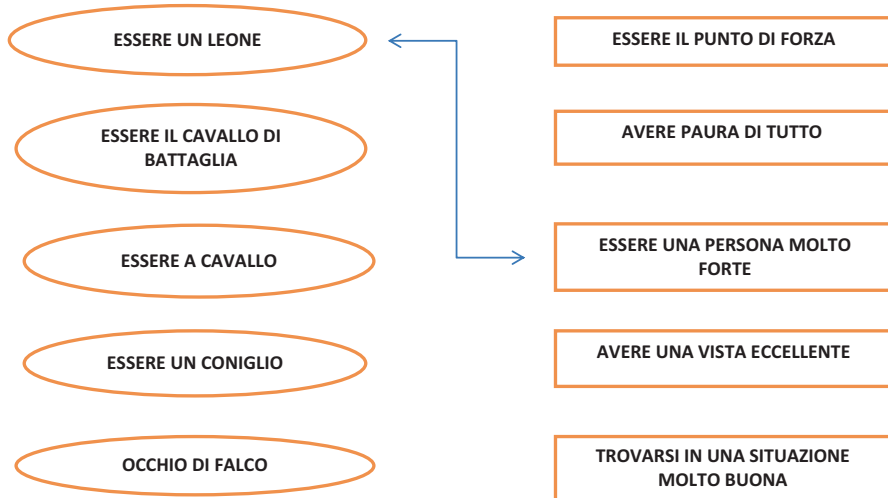 ESSERE UN LEONE
ESSERE IL PUNTO DI FORZA
ESSERE IL CAVALLO DI
BATTAGLIA
AVERE PAURA DI TUTTO
ESSERE A CAVALLO
ESSERE UNA PERSONA MOLTO
FORTE
ESSERE UN CONIGLIO
AVERE UNA VISTA ECCELLENTE
OCCHIO DI FALCO
TROVARSI IN UNA SITUAZIONE
MOLTO BUONA